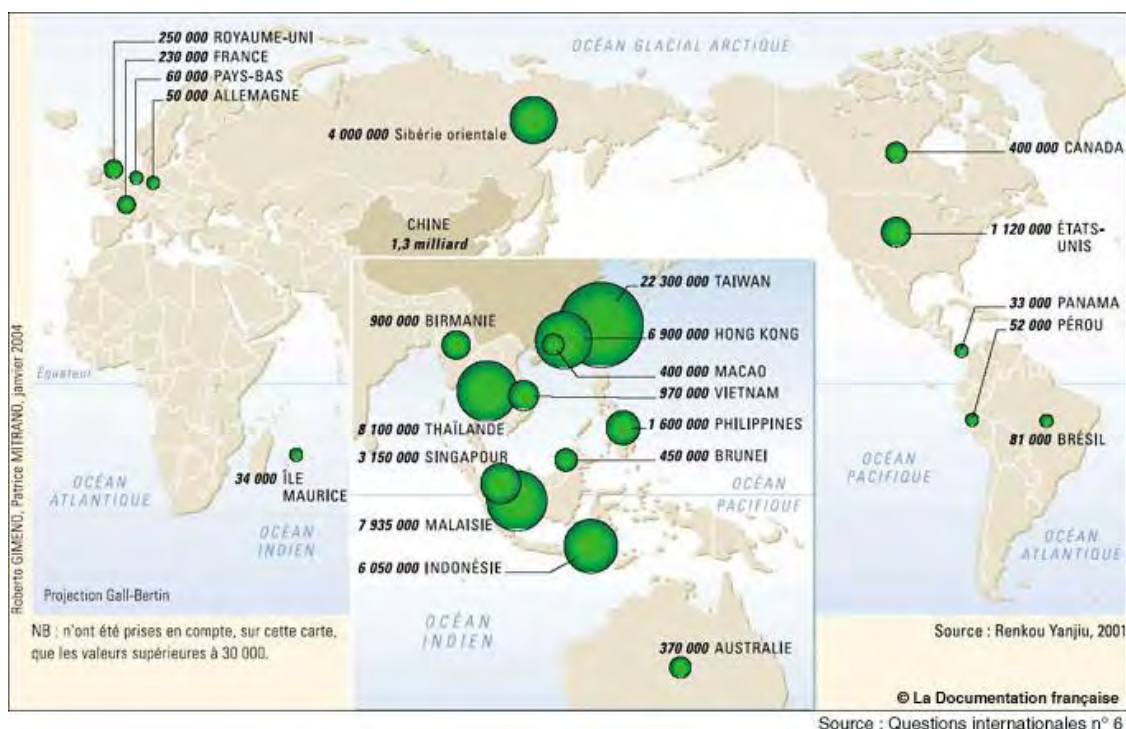 250 000 ROYAUME-UNI
230 000 FRANCE
60 000 PAYS-BAS
50 000 ALLEMAGNE
OCÉAN GLACIAL ARCTIQUE
4 000 000 Sibérie orientale
400 000 CANADA
CHINE
1,3 milliard
1 120 000 ÉTATS-
UNIS
22 300 000 TAIWAN
33 000 PANAMA
900 000 BIRMANIE
6 900 000 HONG KONG
52 000 PÉROU
Équateur
400 000 MACAO
970 000 VIETNAM
8 100 000 THAÏLANDE
1 600 000 PHILIPPINES
3 150 000 SINGAPOUR
450 000 BRUNEI
81 000 BRÉSIL
34 000 ÎLE
MAURICE
OCÉAN
ATLANTIQUE
OCÉAN
INDIEN
OCÉAN
PACIFIQUE
OCÉAN
PACIFIQUE
7 935 000 MALAISIE
OCÉAN
ATLANTIQUE
6 050 000 INDONÉSIE
Projection Gall-Bertin
Roberto GIMENO, Patrice MITRANO, janvier 2004
OCÉAN
INDIEN
370 000 AUSTRALIE
NB : n'ont été prises en compte, sur cette carte,
que les valeurs supérieures à 30 000.
Source : Renkou Yanjiu, 2001
© La Documentation française
Source : Questions internationales n° 6